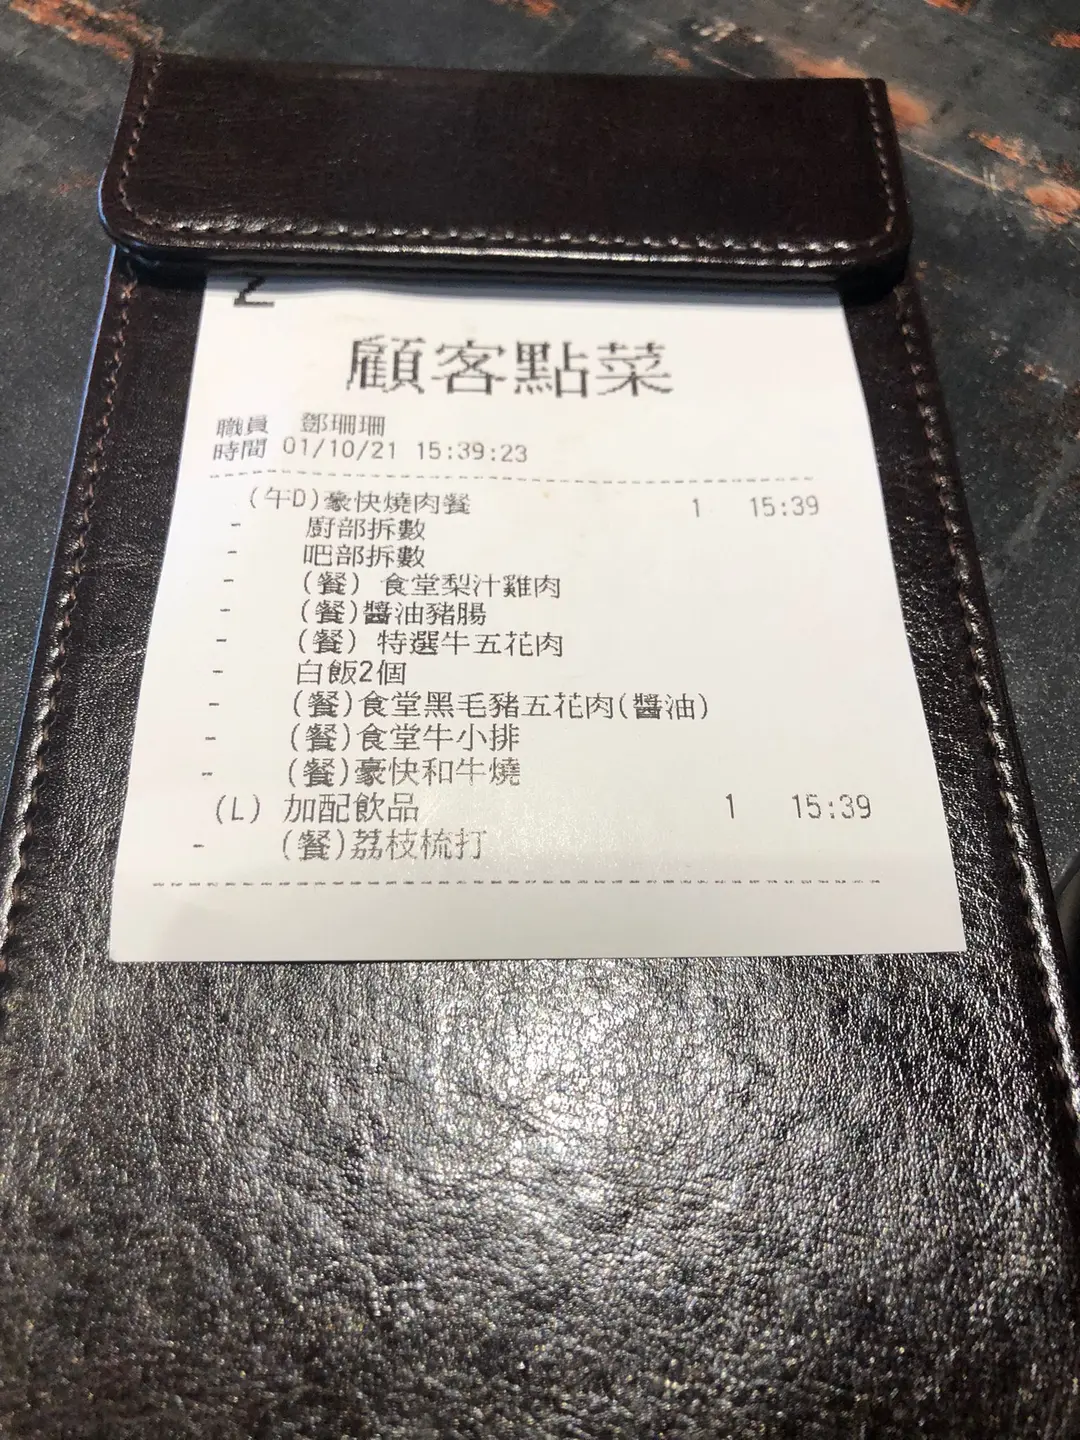 顧客點菜
職員 鄧珊珊
時間 01/10/21 15:39:23
(午D)豪快燒肉餐 1 15:39
- 廚部拆數
- 吧部拆數
- (餐) 食堂梨汁雞肉
- (餐)醬油豬腸
- (餐) 特選牛五花肉
- 白飯2個
- (餐)食堂黑毛豬五花肉(醬油)
- (餐)食堂牛小排
- (餐)豪快和牛燒
(L) 加配飲品 1 15:39
- (餐)荔枝梳打